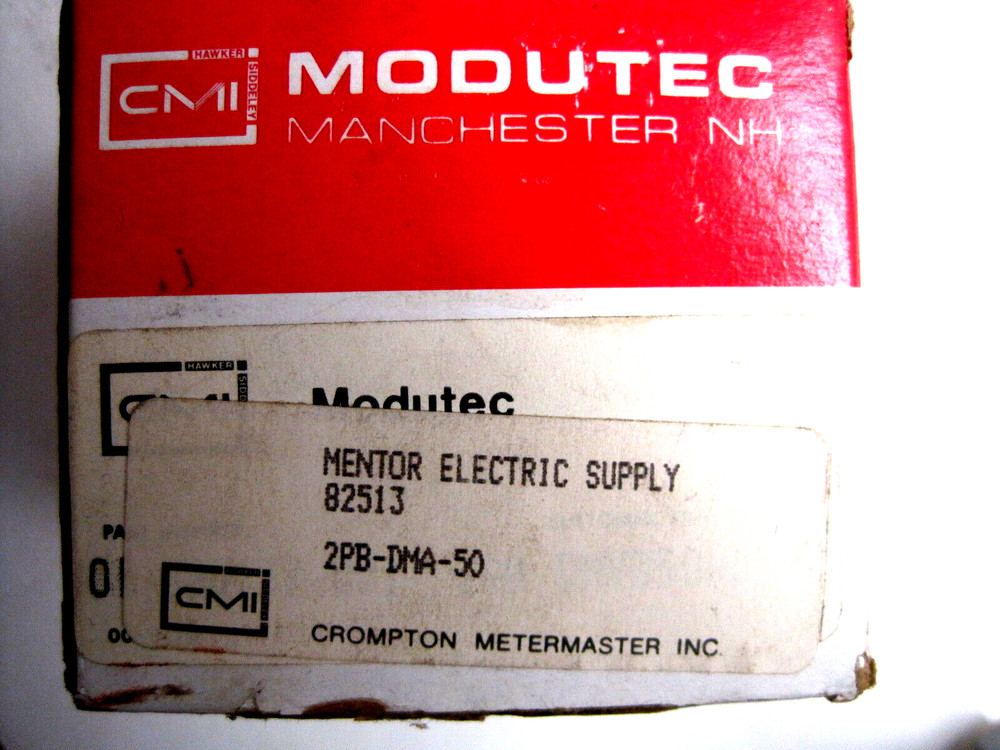 HAWKER
SIDDELEY
CMI
MODUTEC
MANCHESTER NH
HAWKER
Modutec
MENTOR ELECTRIC SUPPLY
82513
2PB-DMA-50
CMI
CROMPTON METERMASTER INC.